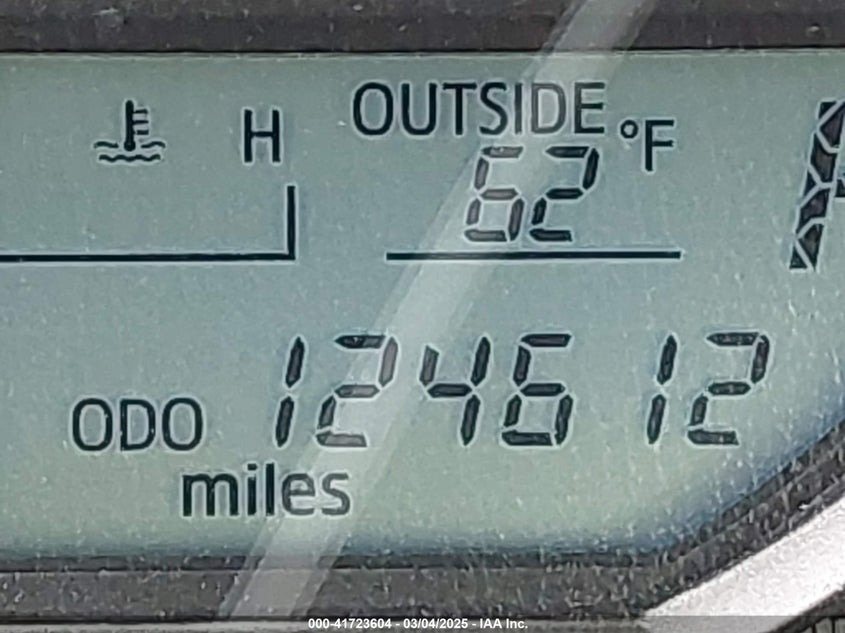 H OUTSIDE °F
62
ODO 124612
miles
000-41723604 - 03/04/2025 - IAA Inc.